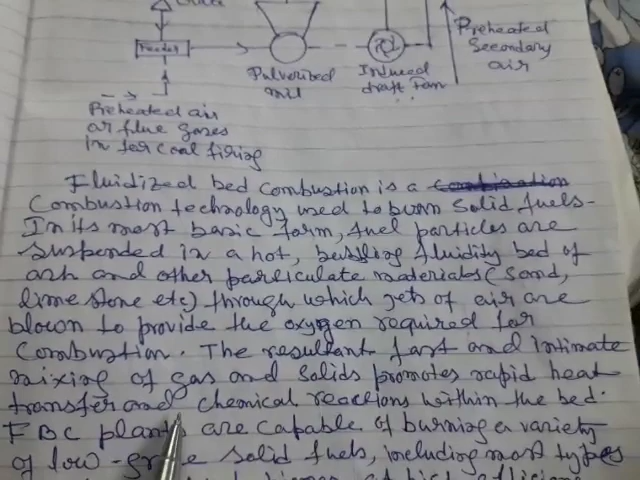 Feeder
Pulverized
mill
Induced
draft Fan
Preheated
Secondary
air
Preheated air
or flue gases
In for coal firing
Fluidized bed combustion is a
Combustion technology used to burn solid fuels-
In its most basic form, fuel particles are
suspended in a hot, bubbling fluidity bed of
ash and other particulate materials (Sand,
lime stone etc) through which jets of air are
blown to provide the oxygen required for
Combustion. The resultant fast and intimate
mixing of gas and solids promotes rapid heat
transfer and chemical reactions within the bed.
FBC plants are capable of burning a variety
of low-grade solid fuels, including most types